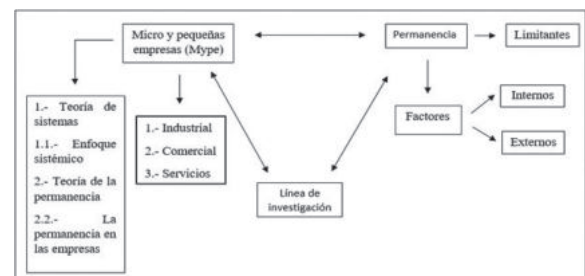 Micro y pequeñas
empresas (Mype)
Permanencia
Limitantes
1.- Teoría de
sistemas
1.1.- Enfoque
sistémico
2.- Teoría de la
permanencia
2.2.- La
permanencia en
las empresas
1.- Industrial
2.- Comercial
3.- Servicios
Factores
Internos
Externos
Línea de
investigación